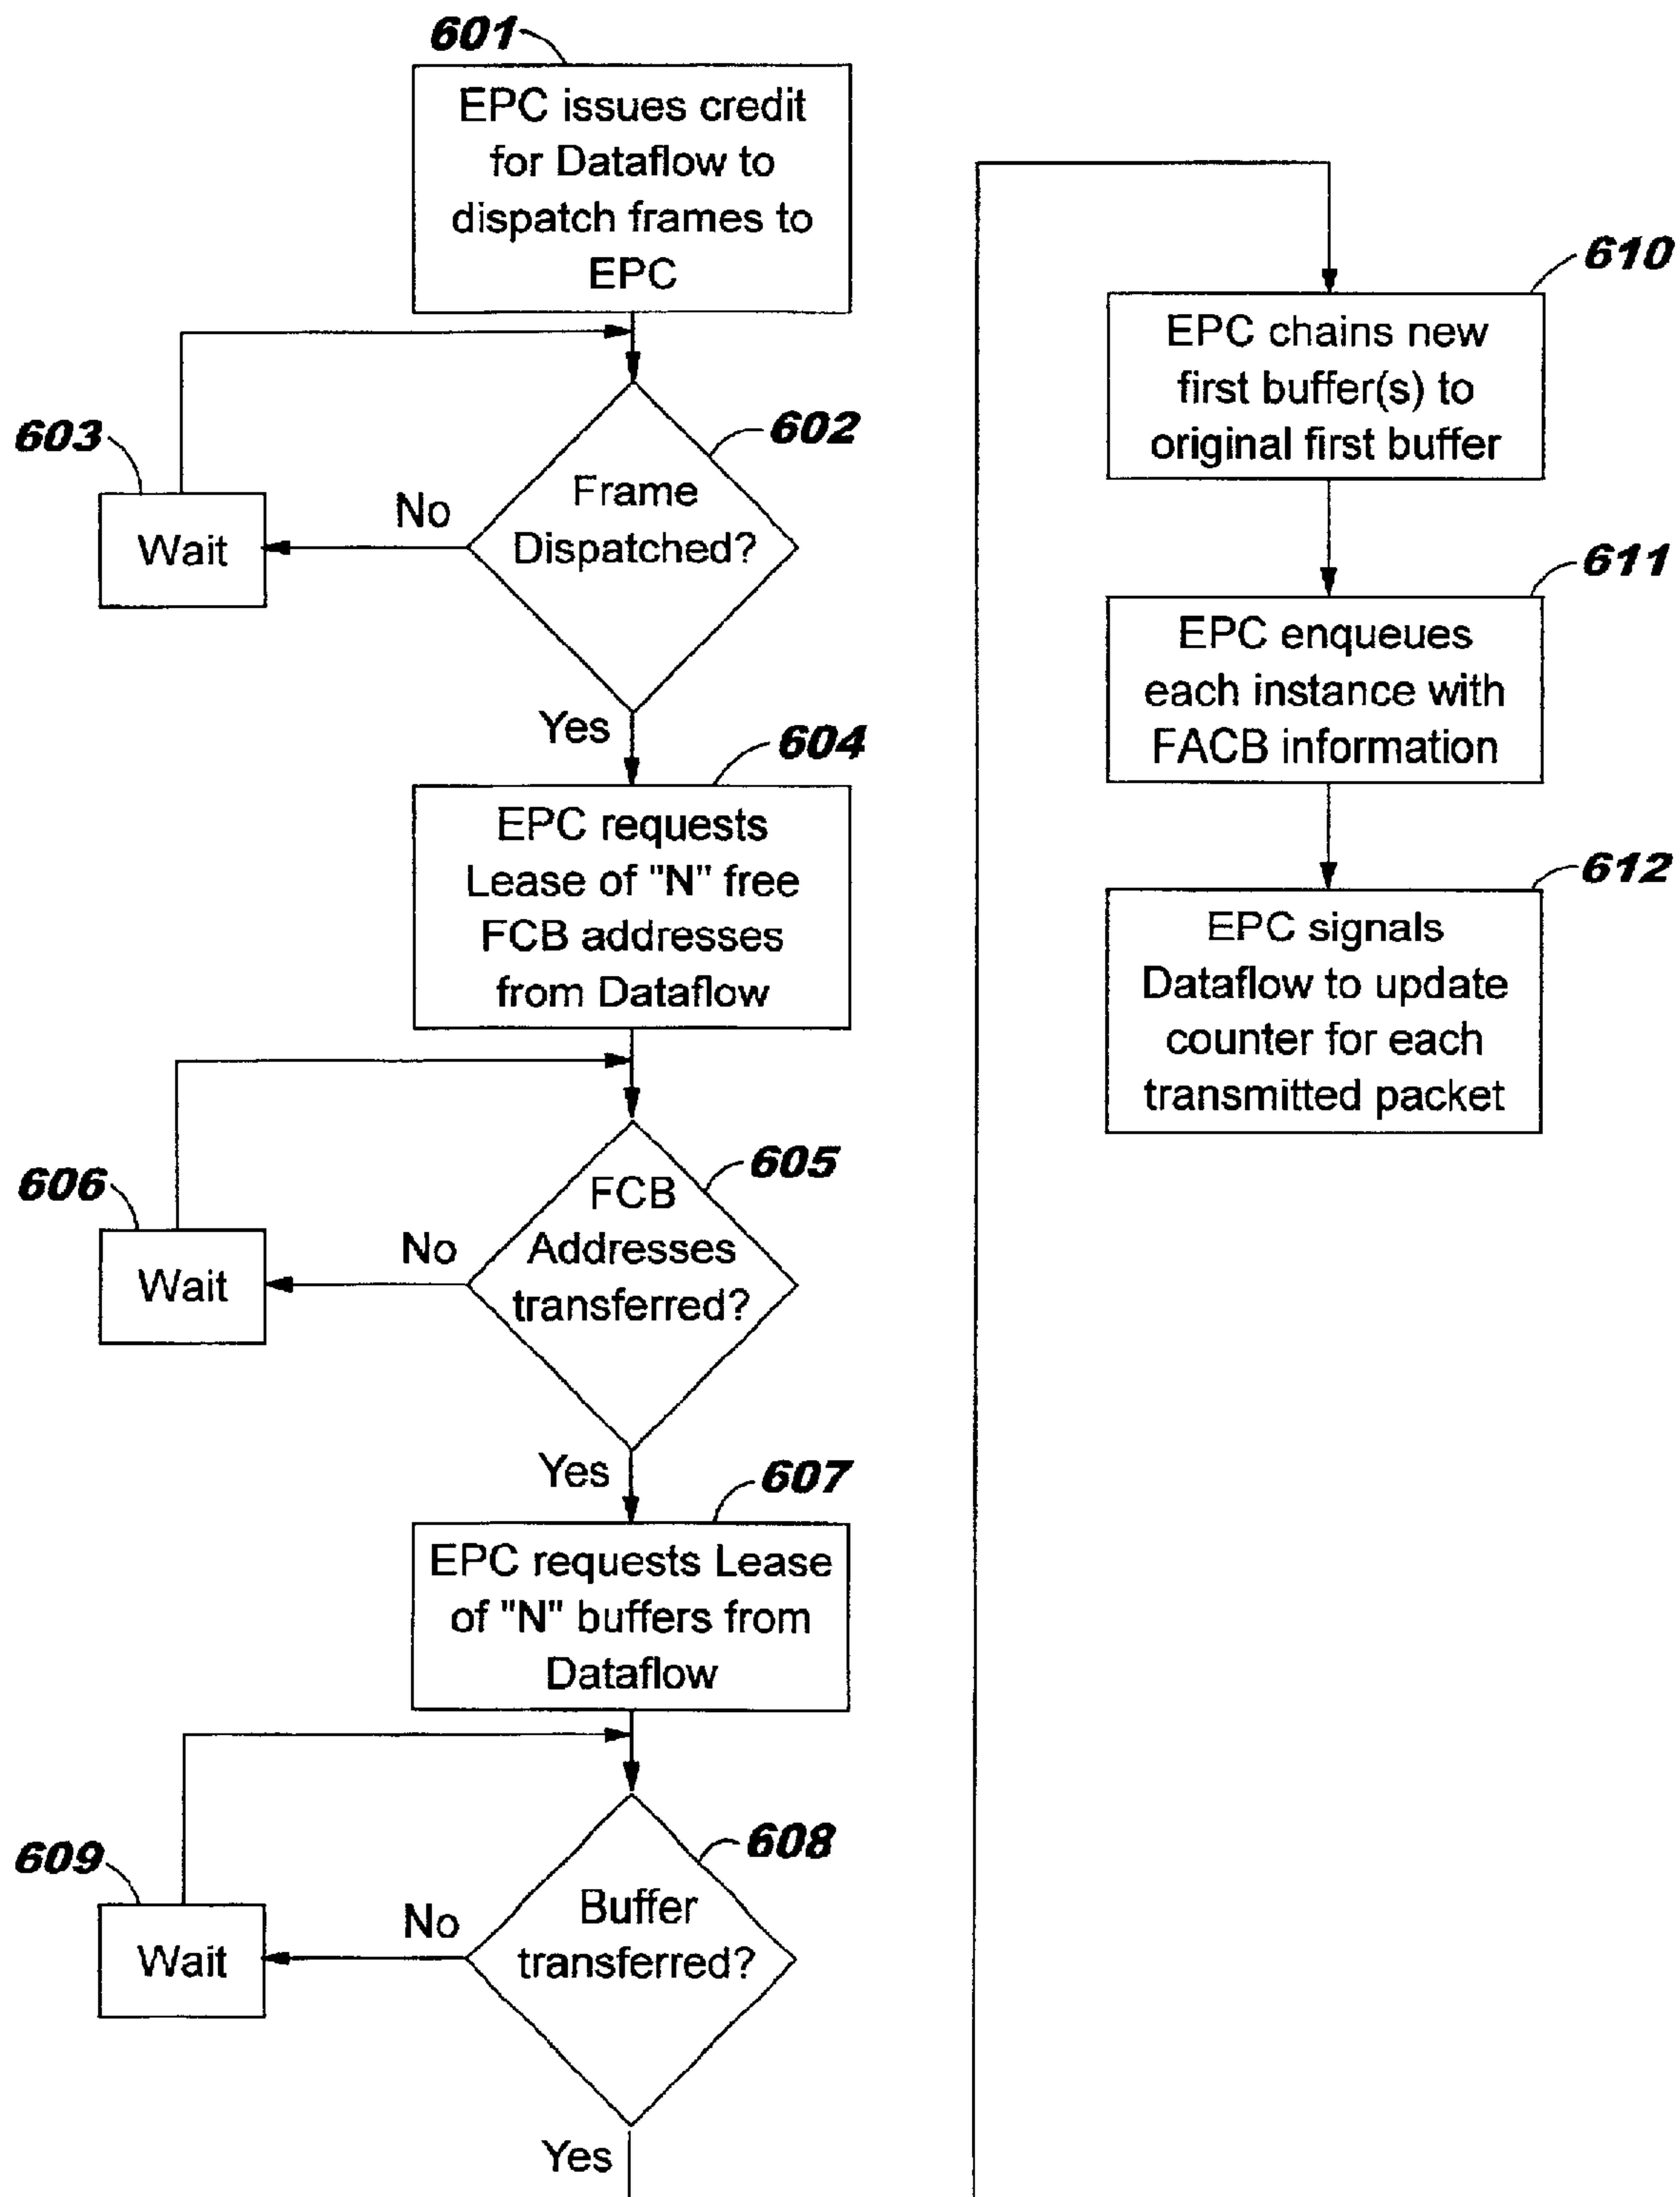 601
EPC issues credit
for Dataflow to
dispatch frames to
EPC
602
Frame
Dispatched?
No
603
Wait
Yes
604
EPC requests
Lease of "N" free
FCB addresses
from Dataflow
605
FCB
Addresses
transferred?
No
606
Wait
Yes
607
EPC requests Lease
of "N" buffers from
Dataflow
608
Buffer
transferred?
No
609
Wait
Yes
610
EPC chains new
first buffer(s) to
original first buffer
611
EPC enqueues
each instance with
FACB information
612
EPC signals
Dataflow to update
counter for each
transmitted packet